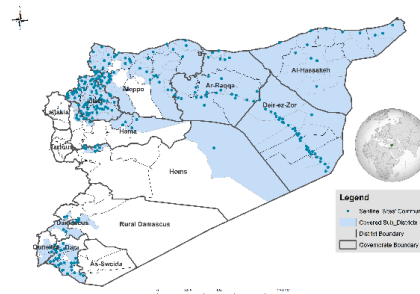 Aleppo
Al-Hassakeh
Ar-Raqqa
Idleb
Deir-ez-Zor
Lattakia
Hama
Tartous
Homs
Damascus
Rural Damascus
Quneitra
Dara
As-Sweida
Legend
Covered Sub_Districts
District Boundary
Governorate Boundary